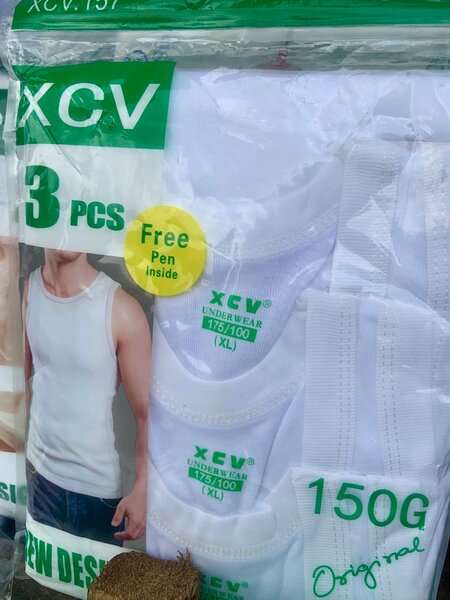 XCV.157
XCV
3 PCS
Free
Pen
Inside
XCV®
UNDERWEAR
175/100
(XL)
XCV®
UNDERWEAR
175/100
(XL)
150G
Original
XCV